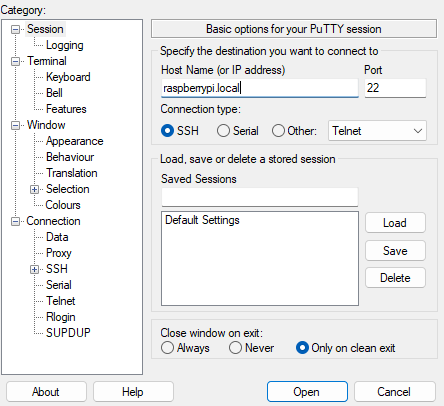 Category:
Session
Logging
Terminal
Keyboard
Bell
Features
Window
Appearance
Behaviour
Translation
Selection
Colours
Connection
Data
Proxy
SSH
Serial
Telnet
Rlogin
SUPDUP
Basic options for your PuTTY session
Specify the destination you want to connect to
Host Name (or IP address) Port
raspberrypi.local 22
Connection type:
SSH Serial Other: Telnet
Load, save or delete a stored session
Saved Sessions
Default Settings
Load
Save
Delete
Close window on exit:
Always Never Only on clean exit
About Help Open Cancel